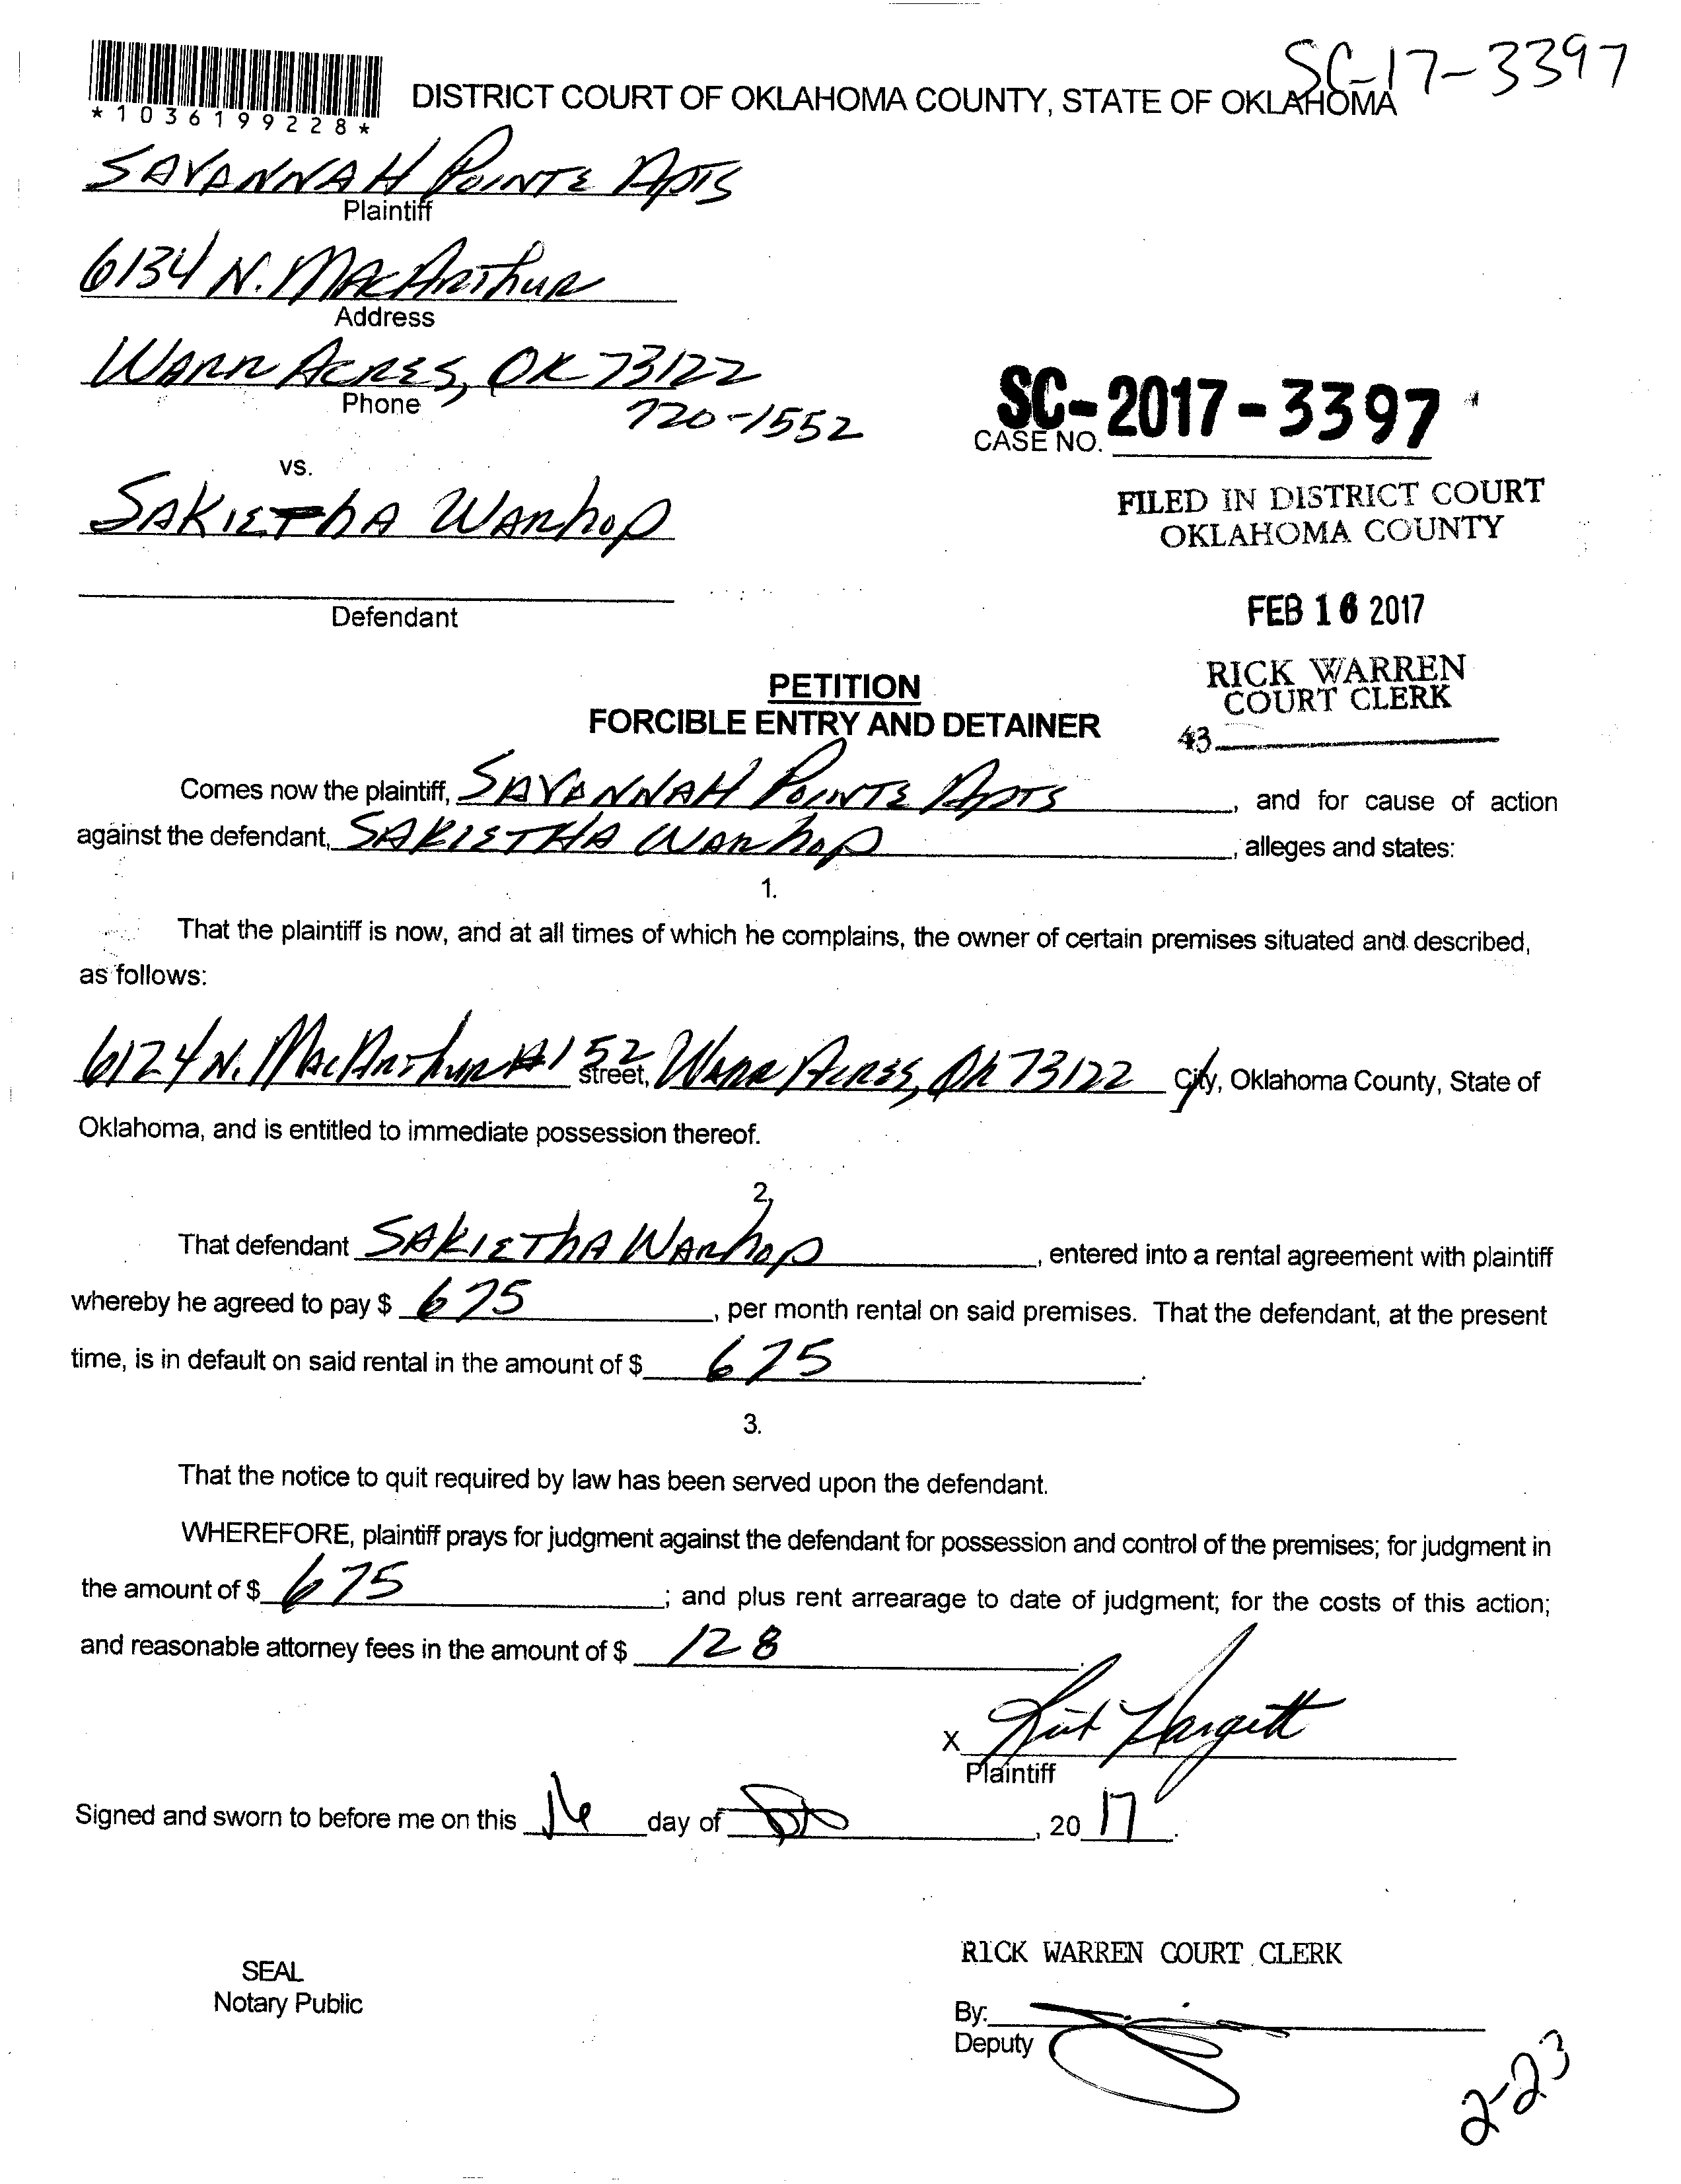 SC-17-3397
*1036199228*
DISTRICT COURT OF OKLAHOMA COUNTY, STATE OF OKLAHOMA
SAVANNAH POINTE APTS
Plaintiff
6134 N. MACARThUR
Address
WARR ACRES, OK 73122
Phone
720-1552
SC-2017-3397
CASE NO.
vs.
SAKIETHA WARhOP
FILED IN DISTRICT COURT
OKLAHOMA COUNTY
Defendant
FEB 16 2017
RICK WARREN
COURT CLERK
43
PETITION
FORCIBLE ENTRY AND DETAINER
Comes now the plaintiff, SAVANNAH POINTE APTS, and for cause of action
against the defendant, SAKIETHA WARhOP, alleges and states:
1.
That the plaintiff is now, and at all times of which he complains, the owner of certain premises situated and described,
as follows:
6124 N. MACARThUR #152 street, WARR ACRES, OK 73122 City, Oklahoma County, State of
Oklahoma, and is entitled to immediate possession thereof.
2.
That defendant SAKIETHA WARhOP, entered into a rental agreement with plaintiff
whereby he agreed to pay $ 675, per month rental on said premises. That the defendant, at the present
time, is in default on said rental in the amount of $ 675.
3.
That the notice to quit required by law has been served upon the defendant.
WHEREFORE, plaintiff prays for judgment against the defendant for possession and control of the premises; for judgment in
the amount of $ 675; and plus rent arrearage to date of judgment; for the costs of this action;
and reasonable attorney fees in the amount of $ 128.
X Hargett
Plaintiff
Signed and sworn to before me on this 16 day of , 2017.
RICK WARREN COURT CLERK
SEAL
Notary Public
By:
Deputy
2-23